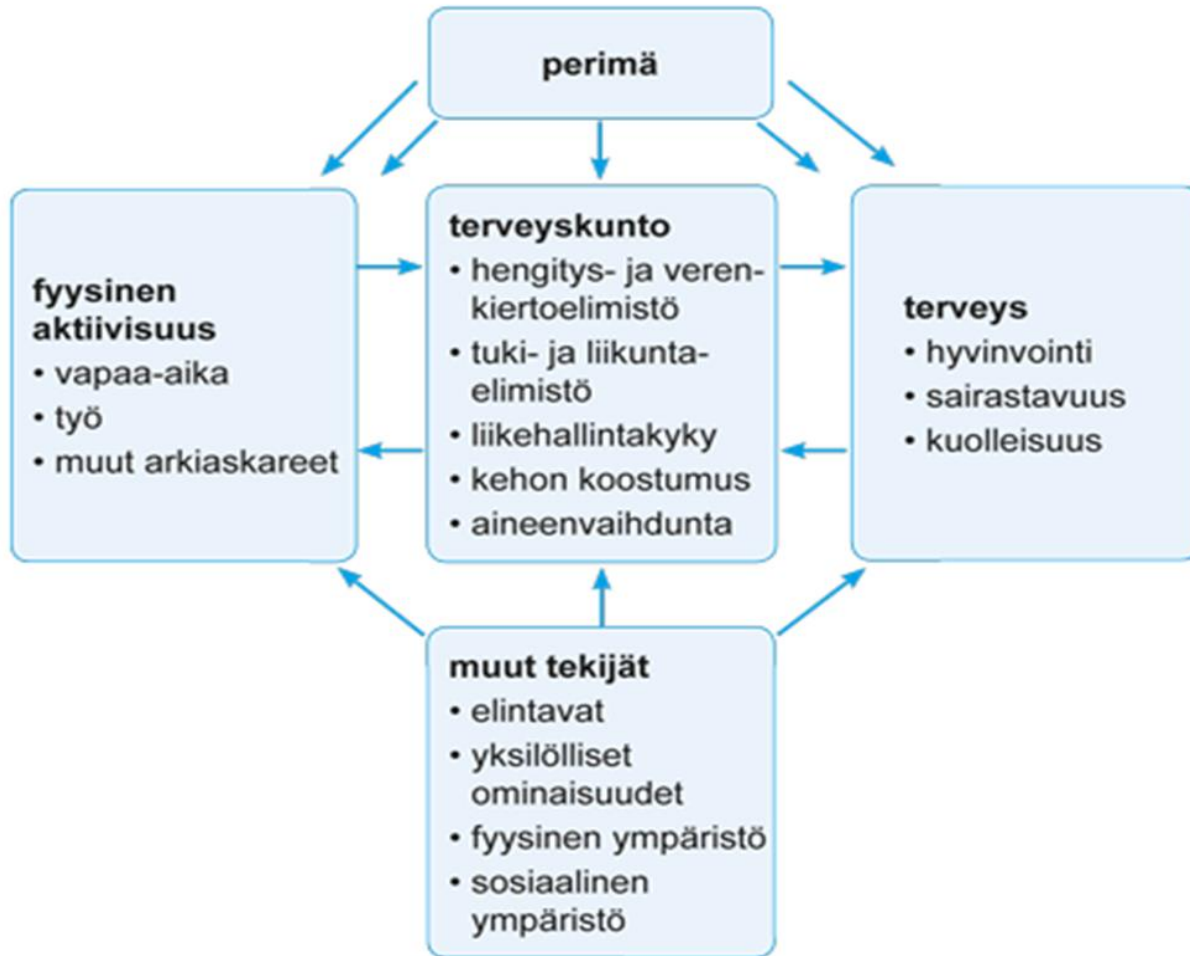 perimä
fyysinen
aktiivisuus
• vapaa-aika
• työ
• muut arkiaskareet
terveyskunto
• hengitys- ja veren-
kiertoelimistö
• tuki- ja liikunta-
elimistö
• liikehallintakyky
• kehon koostumus
• aineenvaihdunta
terveys
• hyvinvointi
• sairastavuus
• kuolleisuus
muut tekijät
• elintavat
• yksilölliset
ominaisuudet
• fyysinen ympäristö
• sosiaalinen
ympäristö